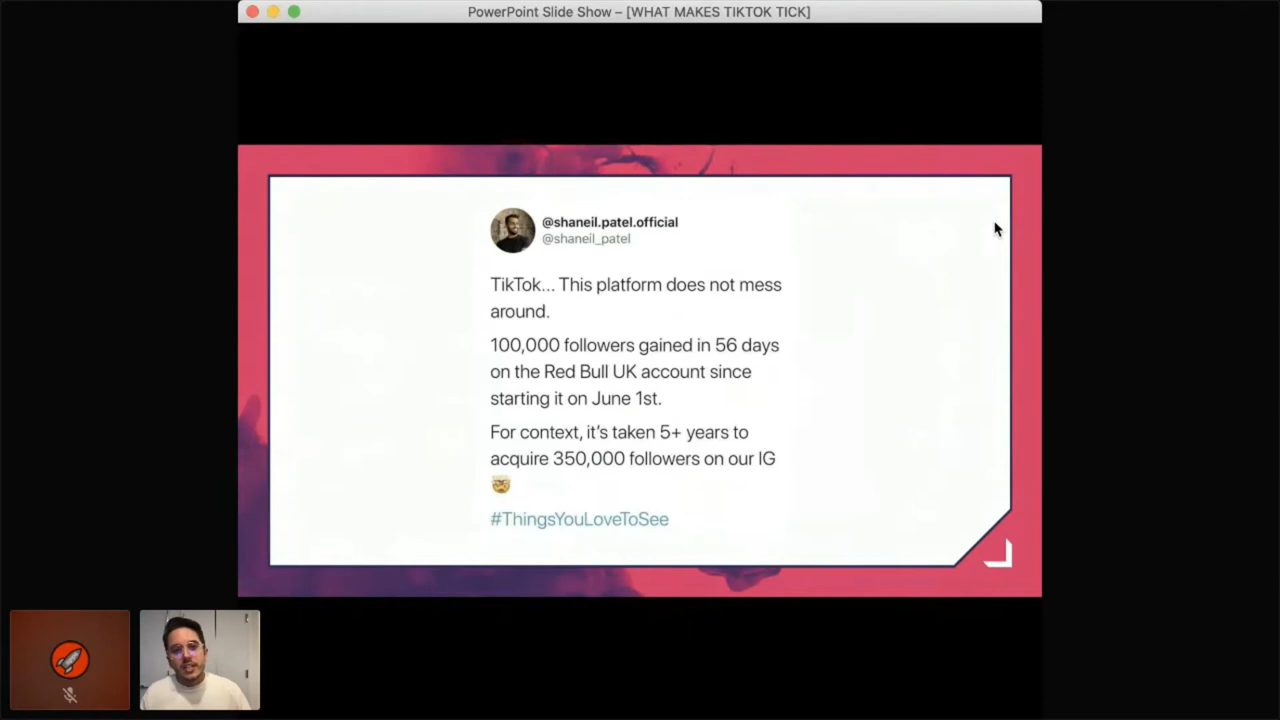 PowerPoint Slide Show – [WHAT MAKES TIKTOK TICK]
@shaneil.patel.official
@shaneil_patel
TikTok... This platform does not mess
around.
100,000 followers gained in 56 days
on the Red Bull UK account since
starting it on June 1st.
For context, it's taken 5+ years to
acquire 350,000 followers on our IG
🤯
#ThingsYouLoveToSee